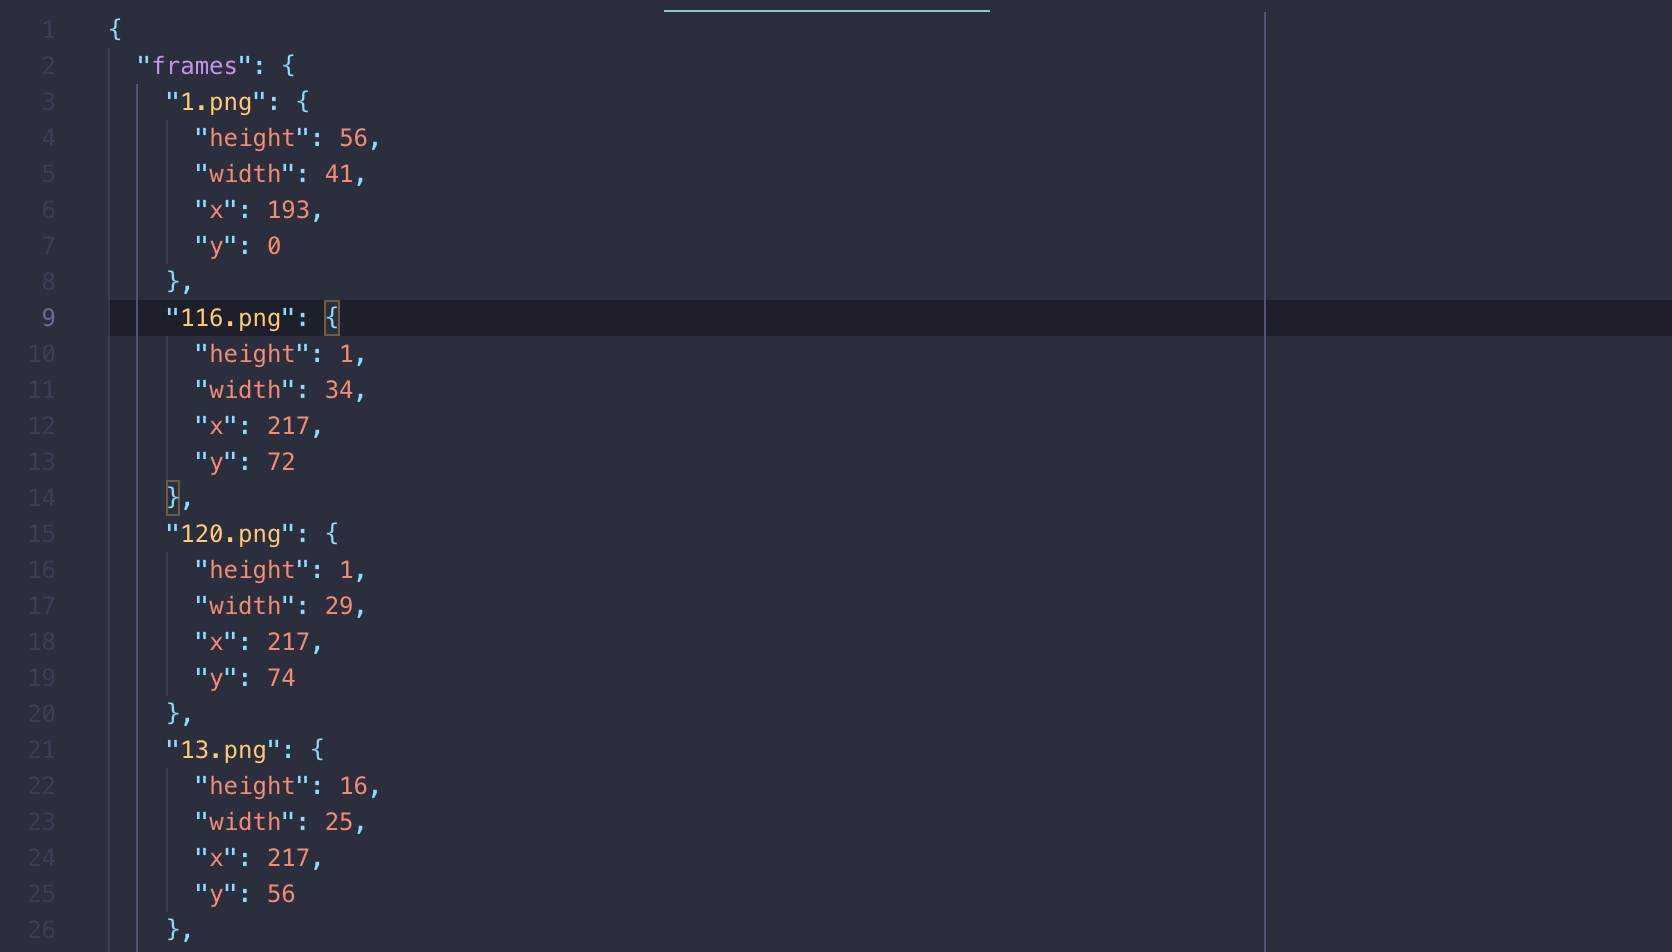 1 {
2 "frames": {
3 "1.png": {
4 "height": 56,
5 "width": 41,
6 "x": 193,
7 "y": 0
8 },
9 "116.png": {
10 "height": 1,
11 "width": 34,
12 "x": 217,
13 "y": 72
14 },
15 "120.png": {
16 "height": 1,
17 "width": 29,
18 "x": 217,
19 "y": 74
20 },
21 "13.png": {
22 "height": 16,
23 "width": 25,
24 "x": 217,
25 "y": 56
26 },